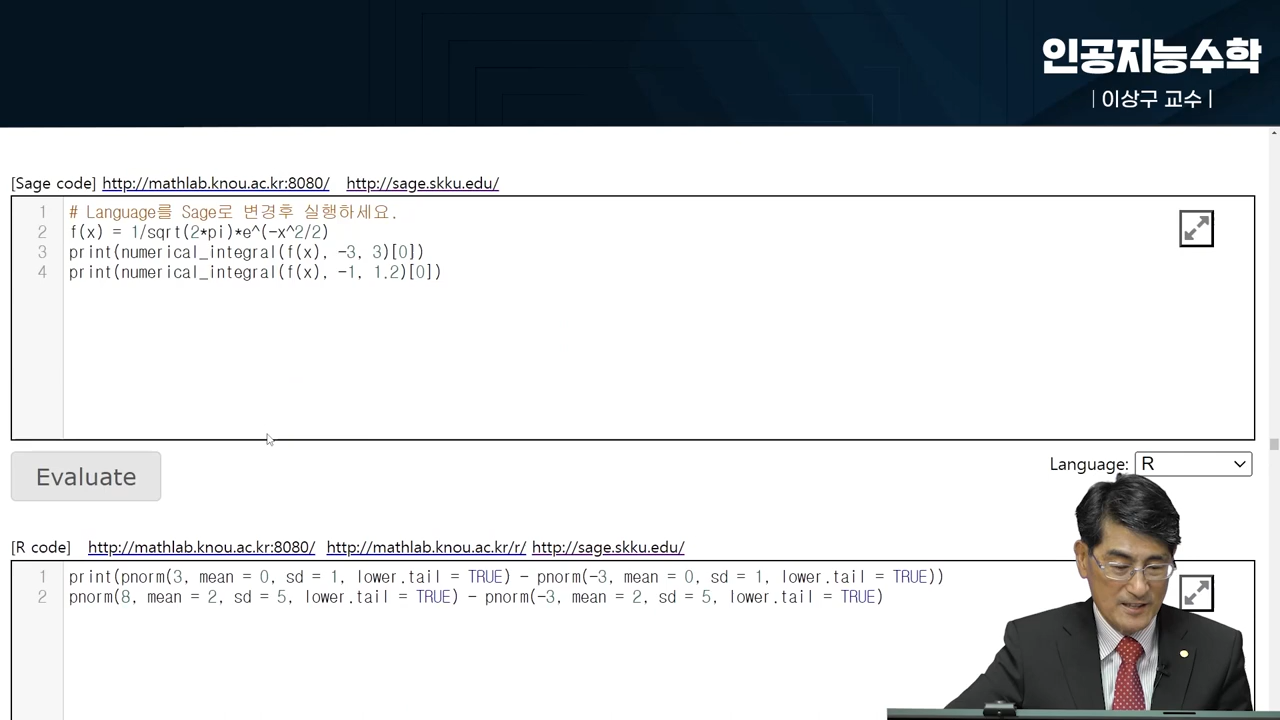 인공지능수학
| 이상구 교수 |
[Sage code] http://mathlab.knou.ac.kr:8080/ http://sage.skku.edu/
1 # Language를 Sage로 변경후 실행하세요.
2 f(x) = 1/sqrt(2*pi)*e^(-x^2/2)
3 print(numerical_integral(f(x), -3, 3)[0])
4 print(numerical_integral(f(x), -1, 1.2)[0])
Evaluate
Language: R
[R code] http://mathlab.knou.ac.kr:8080/ http://mathlab.knou.ac.kr/r/ http://sage.skku.edu/
1 print(pnorm(3, mean = 0, sd = 1, lower.tail = TRUE) - pnorm(-3, mean = 0, sd = 1, lower.tail = TRUE))
2 pnorm(8, mean = 2, sd = 5, lower.tail = TRUE) - pnorm(-3, mean = 2, sd = 5, lower.tail = TRUE)